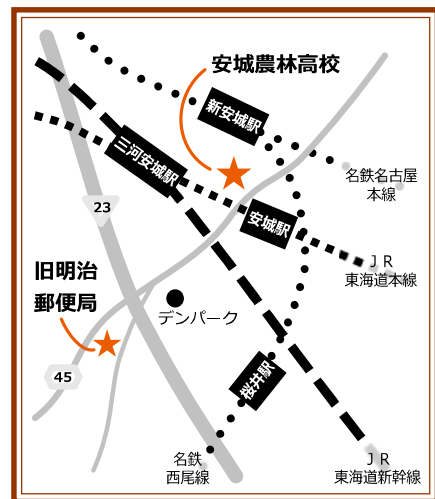 安城農林高校
新安城駅
三河安城駅
名鉄名古屋
本線
23
安城駅
旧明治
郵便局
JR
東海道本線
デンパーク
45
桜井駅
名鉄
西尾線
JR
東海道新幹線